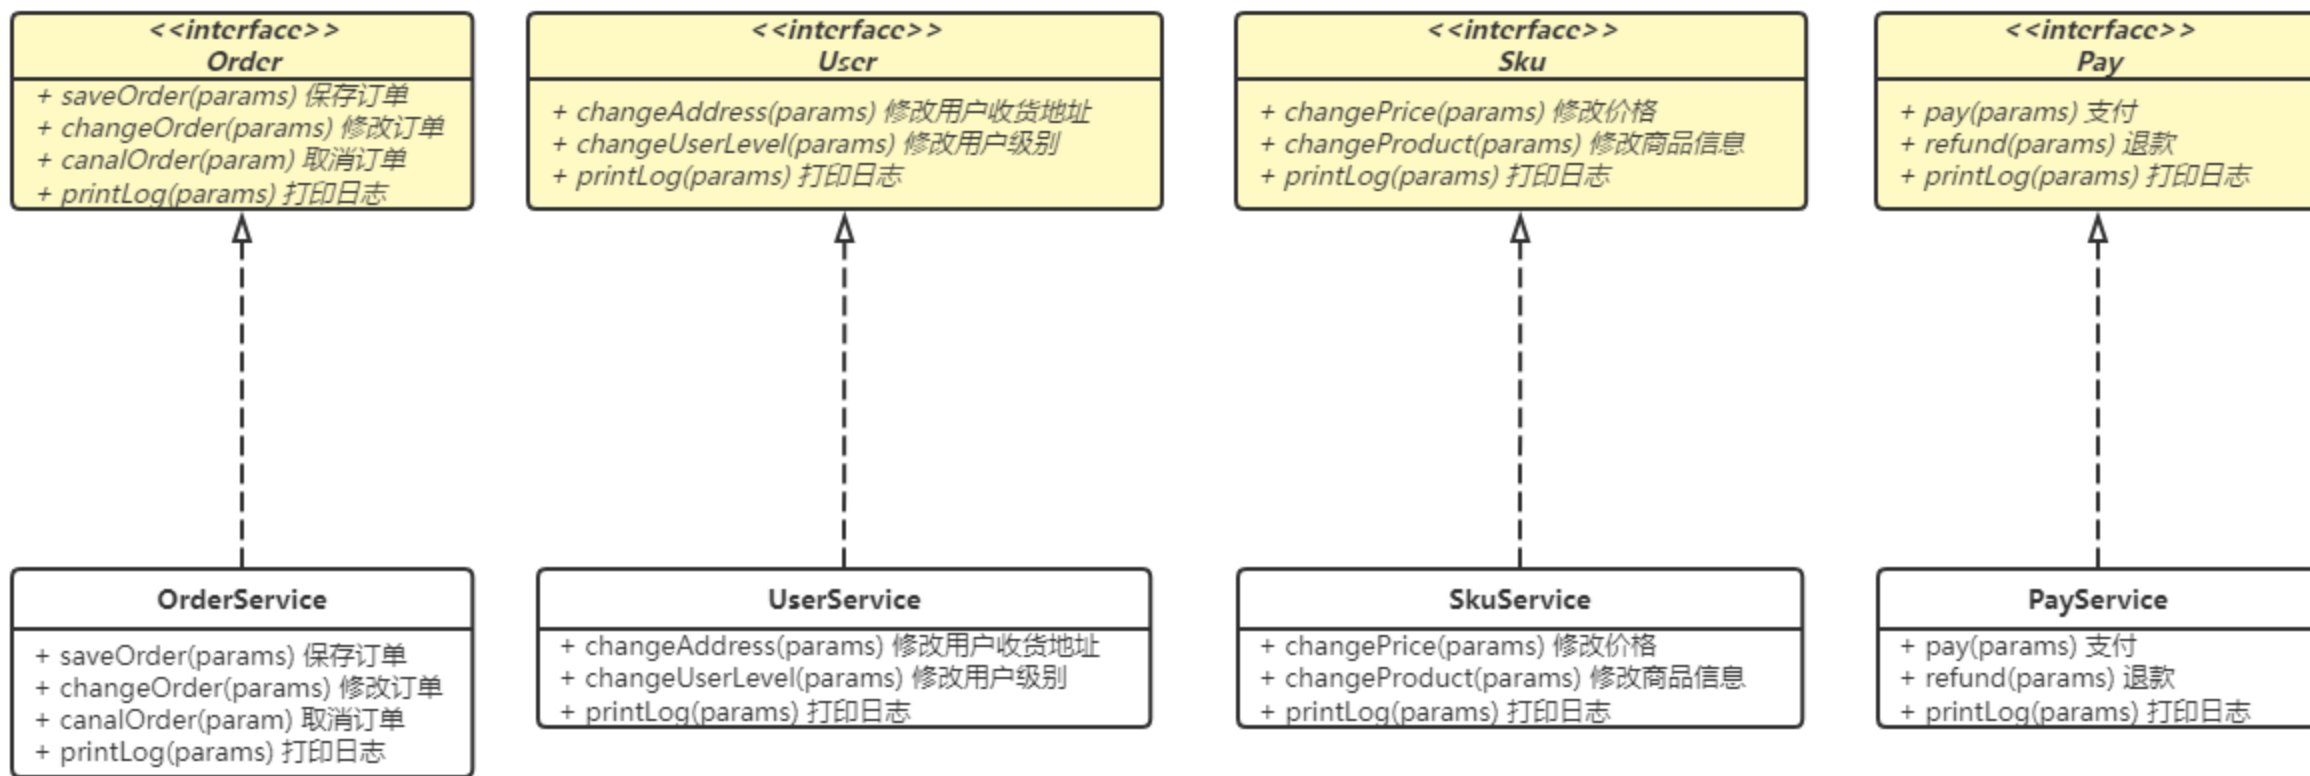 <<interface>>
Order
+ saveOrder(params) 保存订单
+ changeOrder(params) 修改订单
+ canalOrder(param) 取消订单
+ printLog(params) 打印日志
<<interface>>
User
+ changeAddress(params) 修改用户收货地址
+ changeUserLevel(params) 修改用户级别
+ printLog(params) 打印日志
<<interface>>
Sku
+ changePrice(params) 修改价格
+ changeProduct(params) 修改商品信息
+ printLog(params) 打印日志
<<interface>>
Pay
+ pay(params) 支付
+ refund(params) 退款
+ printLog(params) 打印日志
OrderService
+ saveOrder(params) 保存订单
+ changeOrder(params) 修改订单
+ canalOrder(param) 取消订单
+ printLog(params) 打印日志
UserService
+ changeAddress(params) 修改用户收货地址
+ changeUserLevel(params) 修改用户级别
+ printLog(params) 打印日志
SkuService
+ changePrice(params) 修改价格
+ changeProduct(params) 修改商品信息
+ printLog(params) 打印日志
PayService
+ pay(params) 支付
+ refund(params) 退款
+ printLog(params) 打印日志